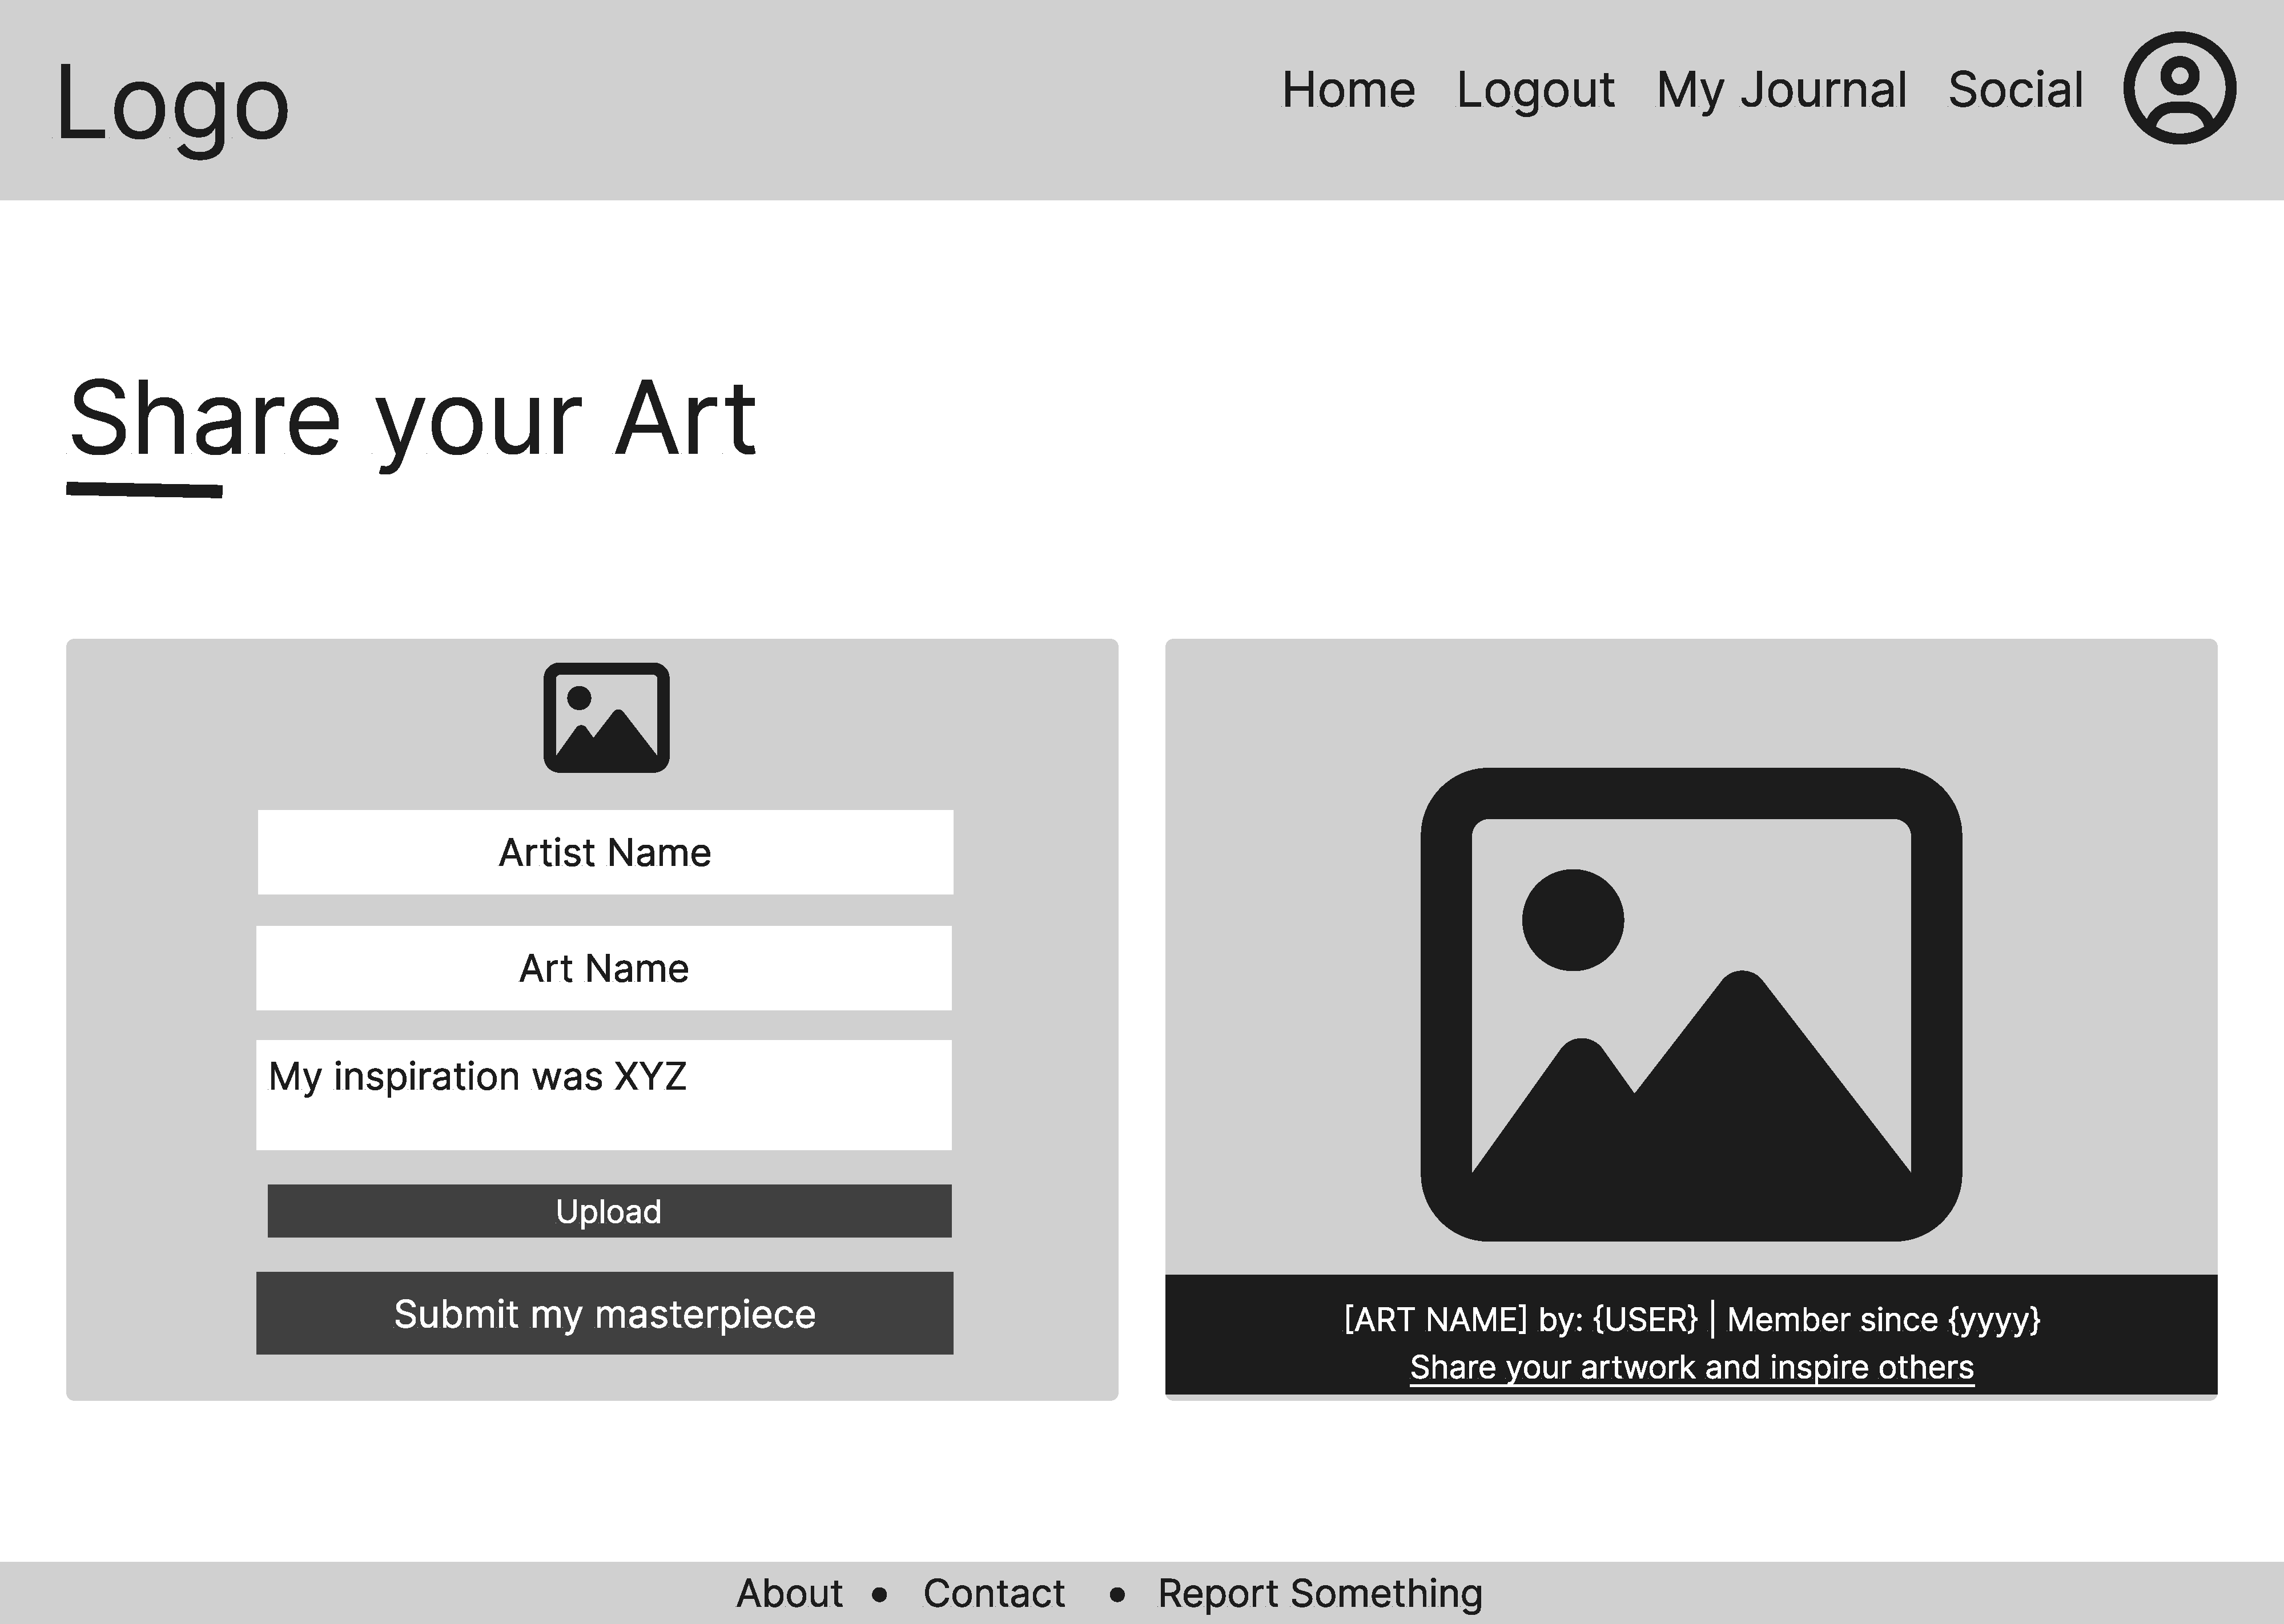 Logo
Home Logout My Journal Social
Share your Art
Artist Name
Art Name
My inspiration was XYZ
Upload
Submit my masterpiece
[ART NAME] by: {USER} | Member since {yyyy}
Share your artwork and inspire others
About • Contact • Report Something